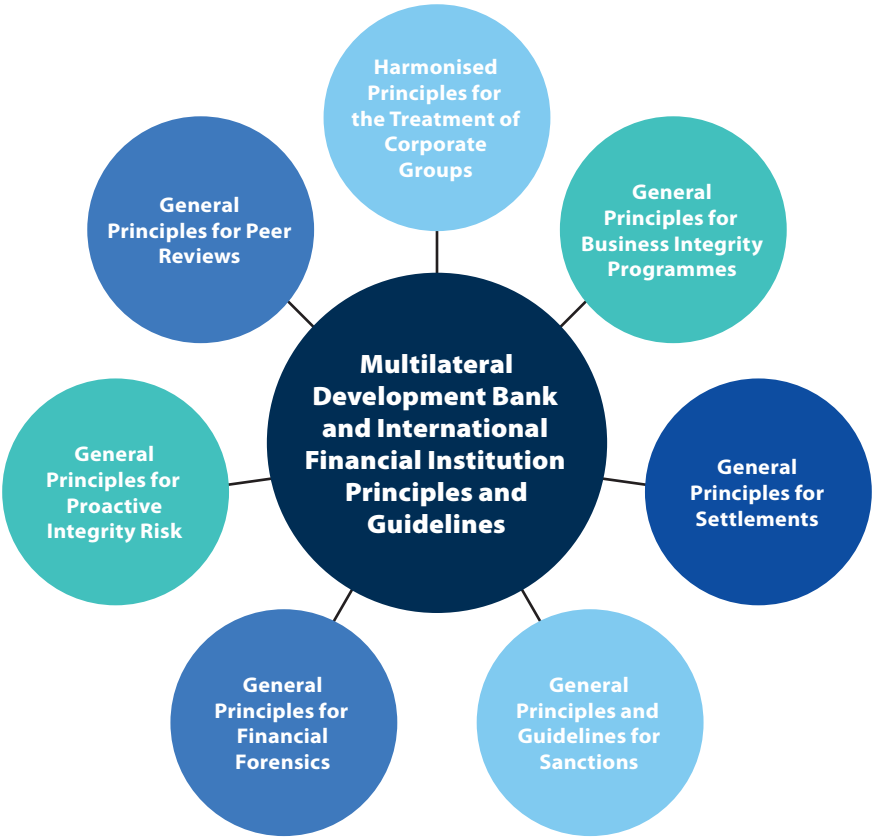 Harmonised
Principles for
the Treatment of
Corporate
Groups
General
Principles for
Business Integrity
Programmes
General
Principles for
Settlements
General
Principles and
Guidelines for
Sanctions
General
Principles for
Financial
Forensics
General
Principles for
Proactive
Integrity Risk
General
Principles for Peer
Reviews
Multilateral
Development Bank
and International
Financial Institution
Principles and
Guidelines